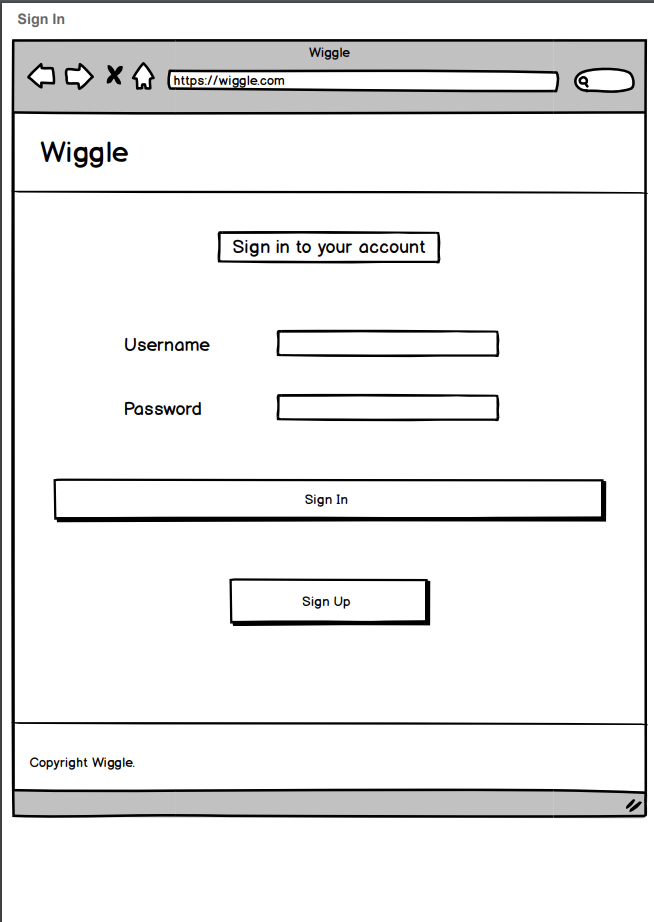 Sign In
Wiggle
https://wiggle.com
Wiggle
Sign in to your account
Username
Password
Sign In
Sign Up
Copyright Wiggle.